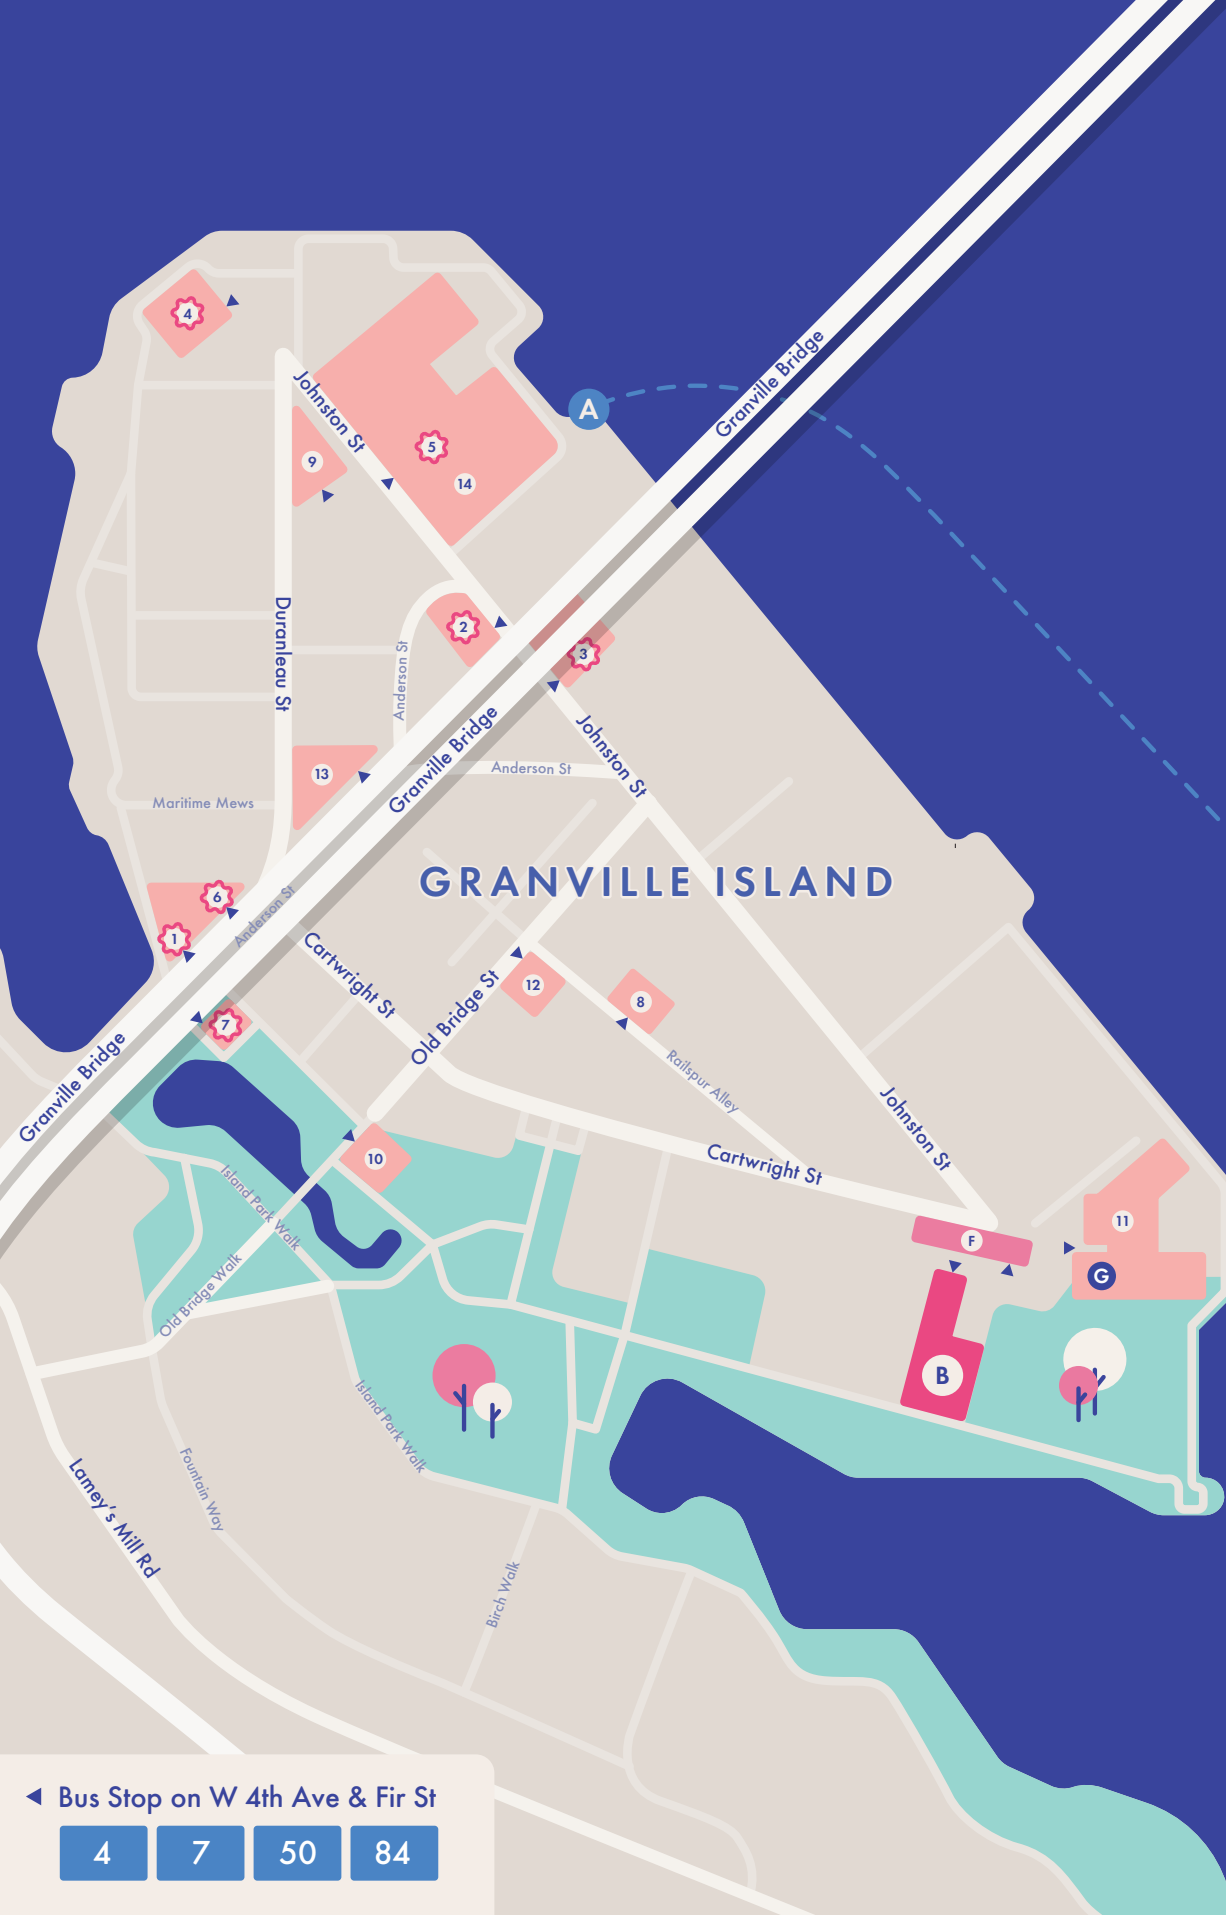 4
Granville Bridge
A
Johnston St
5
9
14
Duranleau St
2
Anderson St
3
Granville Bridge
Johnston St
Anderson St
13
Maritime Mews
GRANVILLE ISLAND
6
Anderson St
1
Cartwright St
12
8
Old Bridge St
7
Railspur Alley
Granville Bridge
Johnston St
10
Cartwright St
Island Park Walk
11
F
G
Old Bridge Walk
B
Island Park Walk
Fountain Way
Lamey's Mill Rd
Birch Walk
Bus Stop on W 4th Ave & Fir St
4 7 50 84